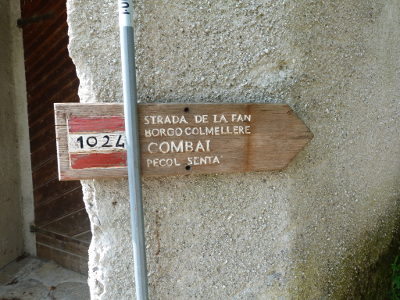 1024
STRADA DE LA FAN
BORGO COLMELLERE
COMBAI
PECOL SENTA'